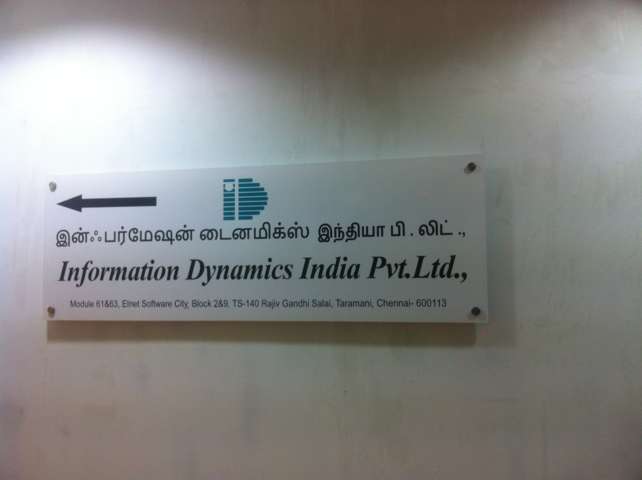 iD
இன்ஃபர்மேஷன் டைனமிக்ஸ் இந்தியா பி . லிட் .,
Information Dynamics India Pvt.Ltd.,
Module 61&63, Elnet Software City, Block 2&9, TS-140 Rajiv Gandhi Salai, Taramani, Chennai- 600113